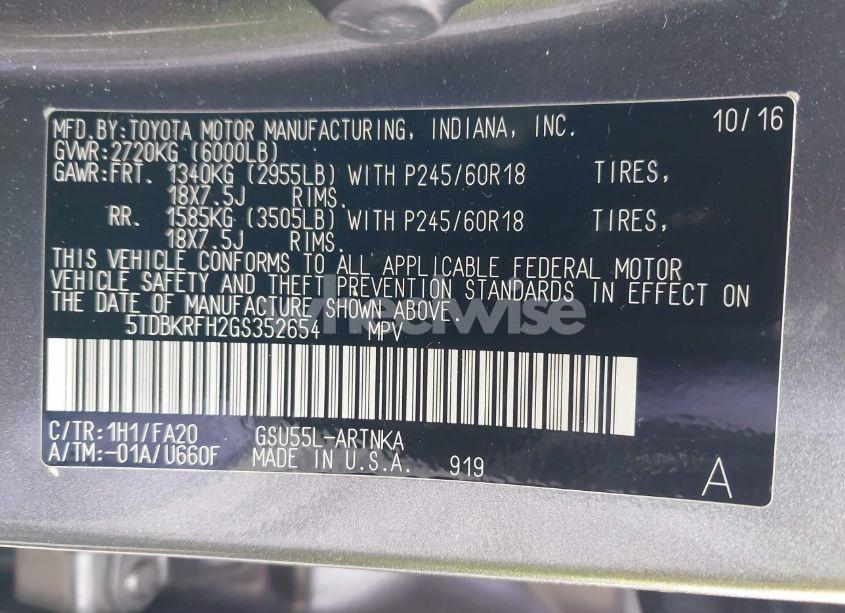 MFD.BY:TOYOTA MOTOR MANUFACTURING, INDIANA, INC. 10/16
GVWR:2720KG (6000LB)
GAWR:FRT. 1340KG (2955LB) WITH P245/60R18 TIRES,
18X7.5J RIMS.
RR. 1585KG (3505LB) WITH P245/60R18 TIRES,
18X7.5J RIMS.
THIS VEHICLE CONFORMS TO ALL APPLICABLE FEDERAL MOTOR
VEHICLE SAFETY AND THEFT PREVENTION STANDARDS IN EFFECT ON
THE DATE OF MANUFACTURE SHOWN ABOVE.
wheelwise
5TDBKRFH2GS352654 MPV
C/TR:1H1/FA20 GSU55L-ARTNKA
A/TM:-01A/U660F MADE IN U.S.A. 919
A